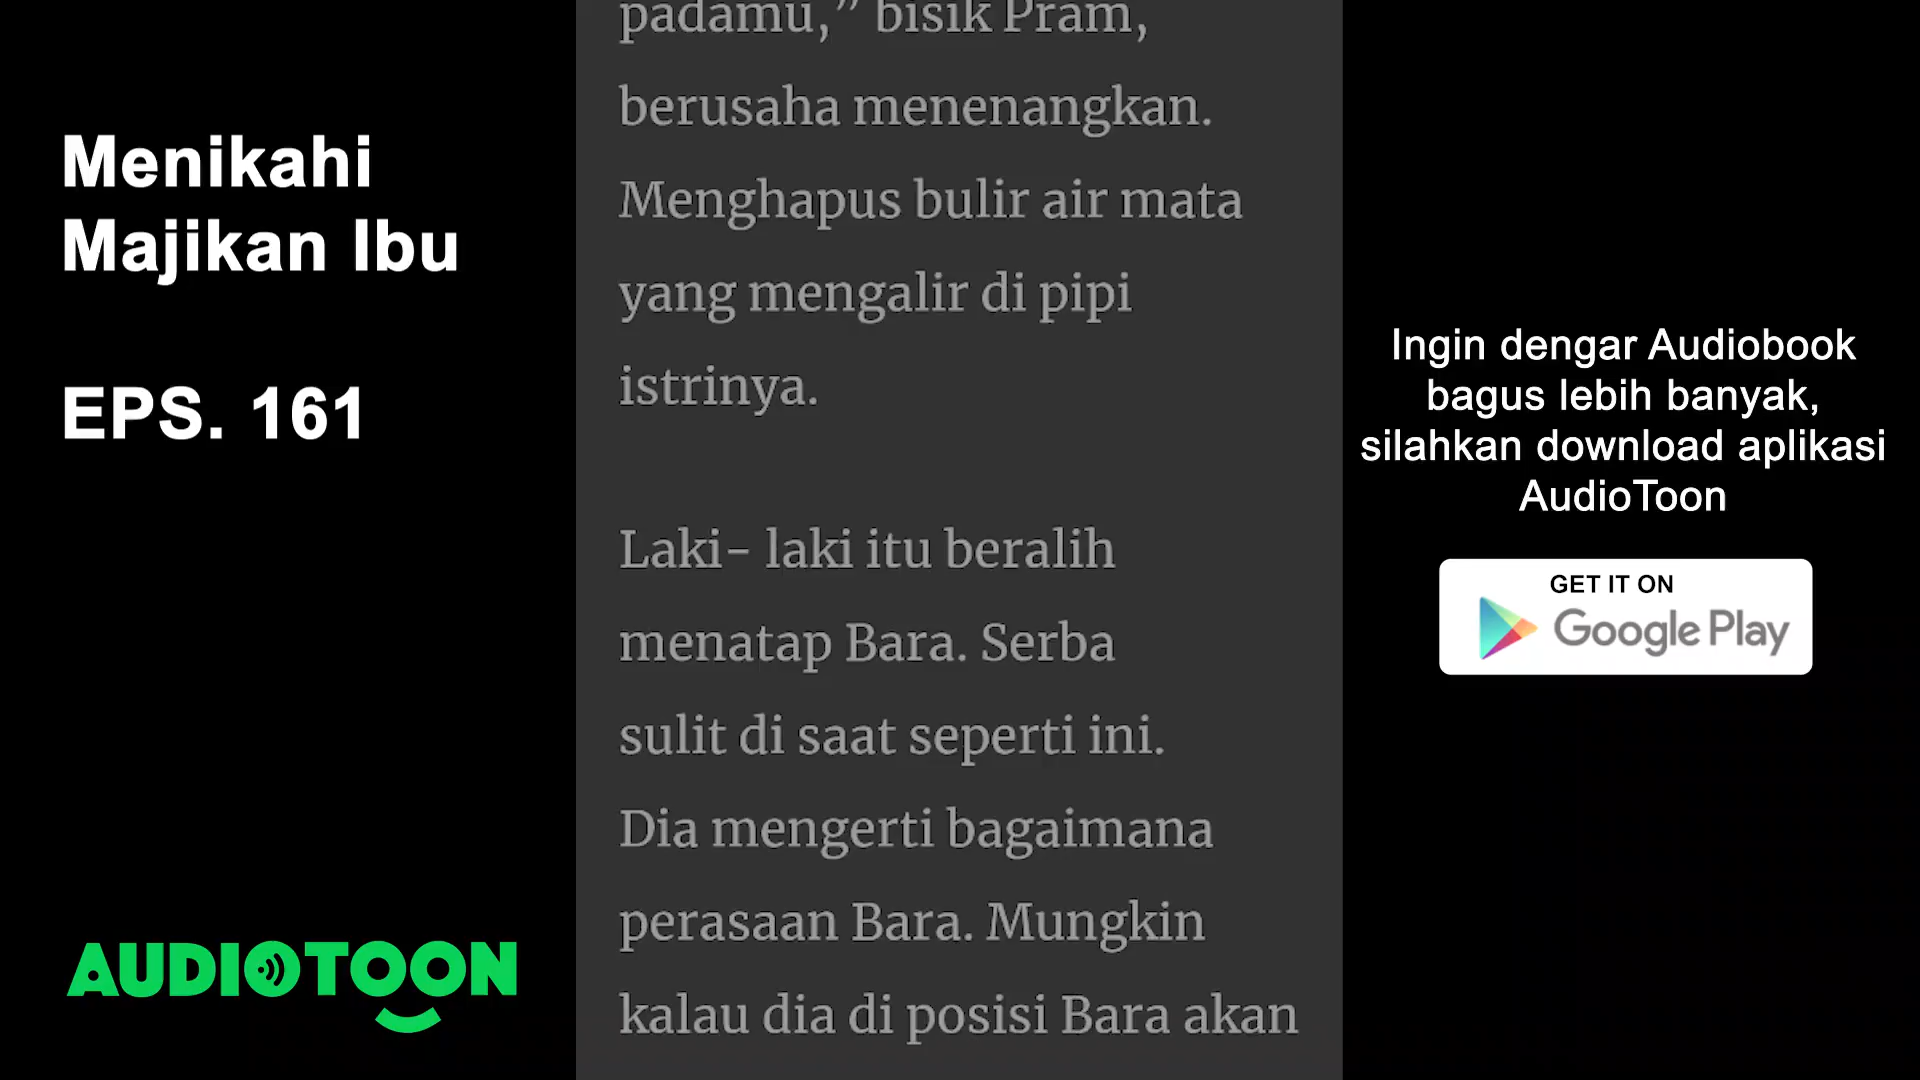 Menikahi
Majikan Ibu
EPS. 161
AUDIOTOON
padamu,” bisik Pram,
berusaha menenangkan.
Menghapus bulir air mata
yang mengalir di pipi
istrinya.
Laki- laki itu beralih
menatap Bara. Serba
sulit di saat seperti ini.
Dia mengerti bagaimana
perasaan Bara. Mungkin
kalau dia di posisi Bara akan
Ingin dengar Audiobook
bagus lebih banyak,
silahkan download aplikasi
AudioToon
GET IT ON
Google Play